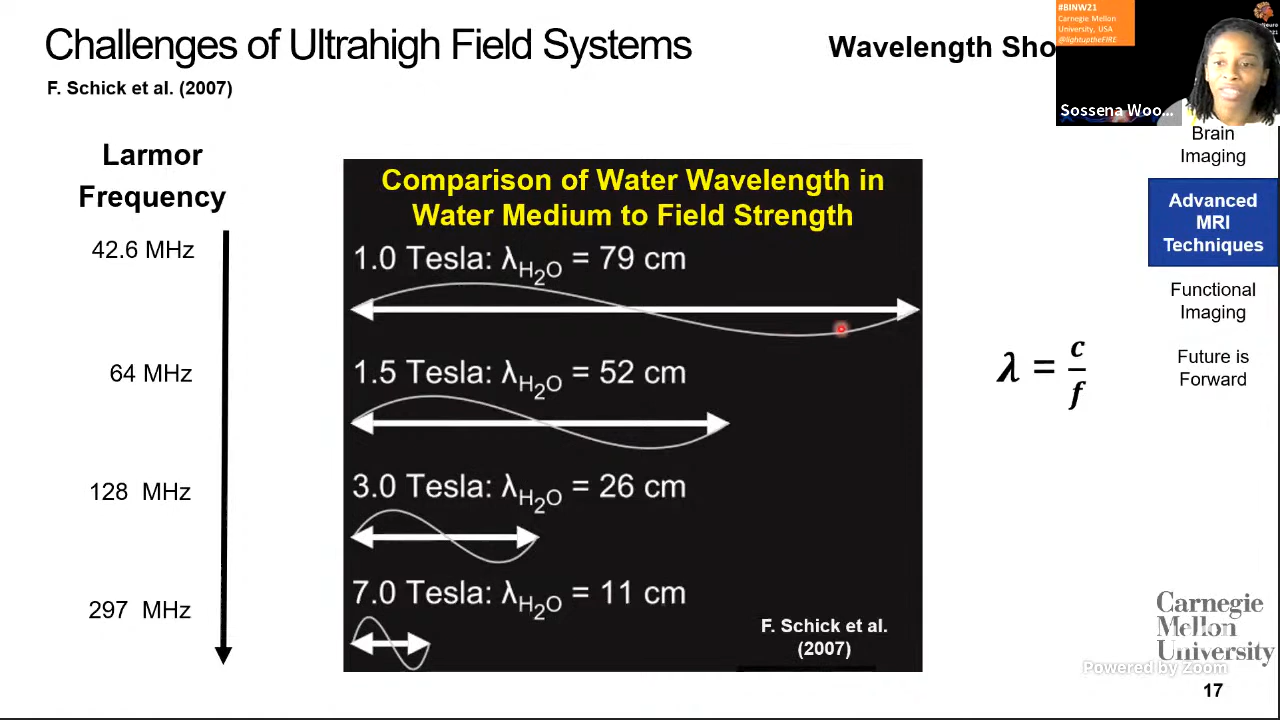 Challenges of Ultrahigh Field Systems
Wavelength Sho
F. Schick et al. (2007)
#BINW21
Carnegie Mellon
University, USA
@lightuptheFIRE
Sossena Woo...
Larmor
Frequency
42.6 MHz
64 MHz
128 MHz
297 MHz
Comparison of Water Wavelength in
Water Medium to Field Strength
1.0 Tesla: λH₂O = 79 cm
1.5 Tesla: λH₂O = 52 cm
3.0 Tesla: λH₂O = 26 cm
7.0 Tesla: λH₂O = 11 cm
F. Schick et al.
(2007)
λ = c/f
Brain
Imaging
Advanced
MRI
Techniques
Functional
Imaging
Future is
Forward
Carnegie
Mellon
University
Powered by Zoom
17